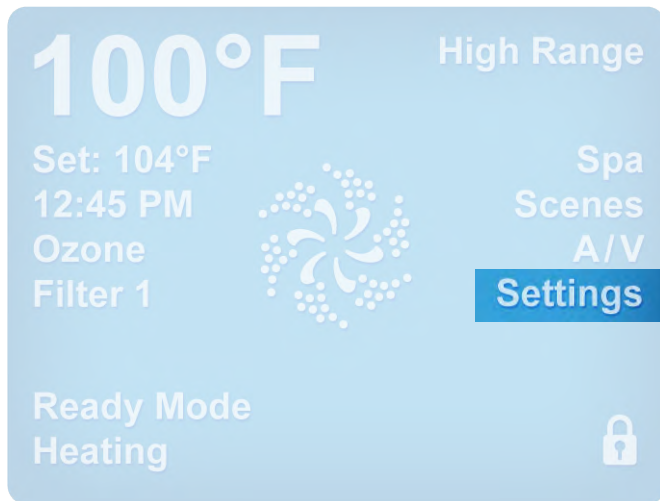 100°F
High Range
Set: 104°F
12:45 PM
Ozone
Filter 1
Spa
Scenes
A/V
Settings
Ready Mode
Heating